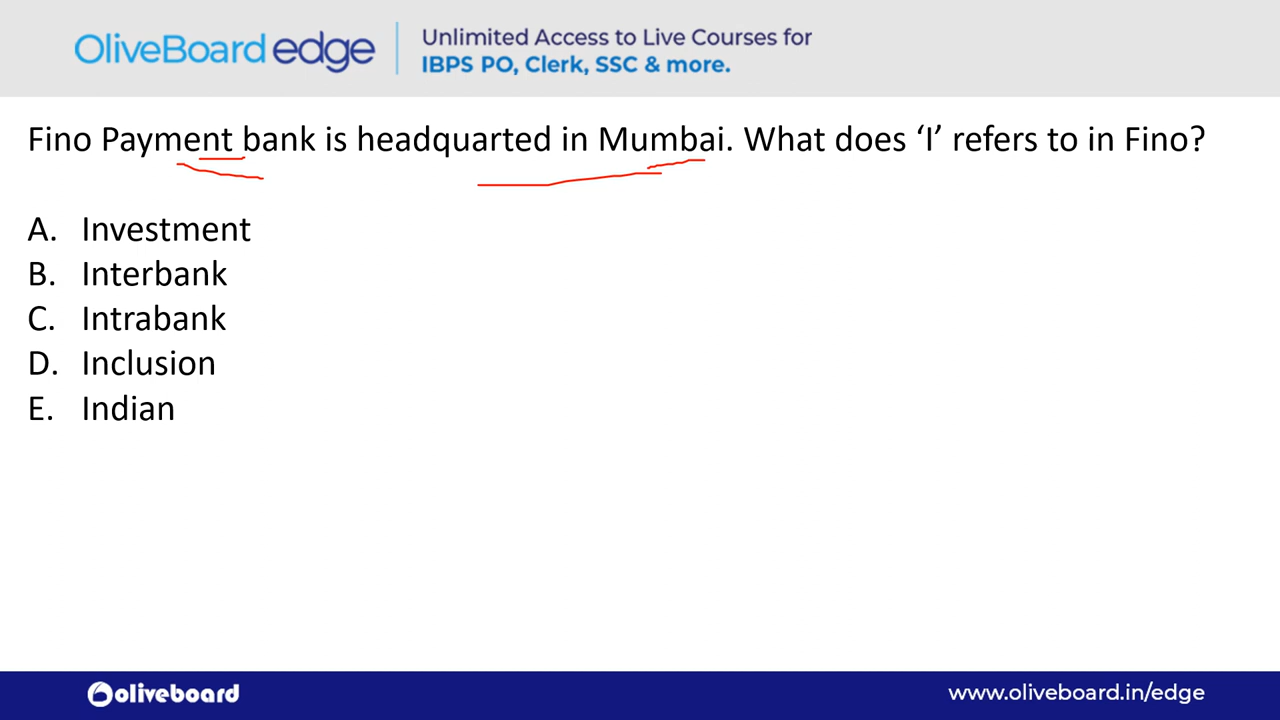 OliveBoard edge
Unlimited Access to Live Courses for
IBPS PO, Clerk, SSC & more.
Fino Payment bank is headquarted in Mumbai. What does ‘I’ refers to in Fino?
A. Investment
B. Interbank
C. Intrabank
D. Inclusion
E. Indian
oliveboard
www.oliveboard.in/edge